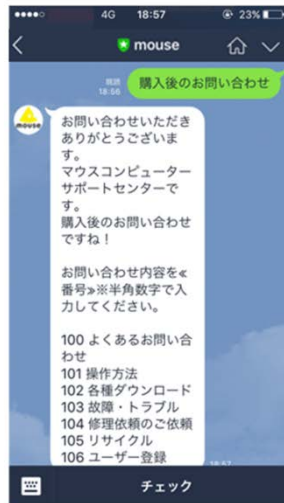 4G 18:57 23%
mouse
既読
18:56
購入後のお問い合わせ
mouse
お問い合わせいただき
ありがとうございま
す。
マウスコンピューター
サポートセンターで
す。
購入後のお問い合わせ
ですね！
お問い合わせ内容を≪
番号≫※半角数字で入
力してください。
100 よくあるお問い合
わせ
101 操作方法
102 各種ダウンロード
103 故障・トラブル
104 修理依頼のご依頼
105 リサイクル
106 ユーザー登録
18:57
チェック